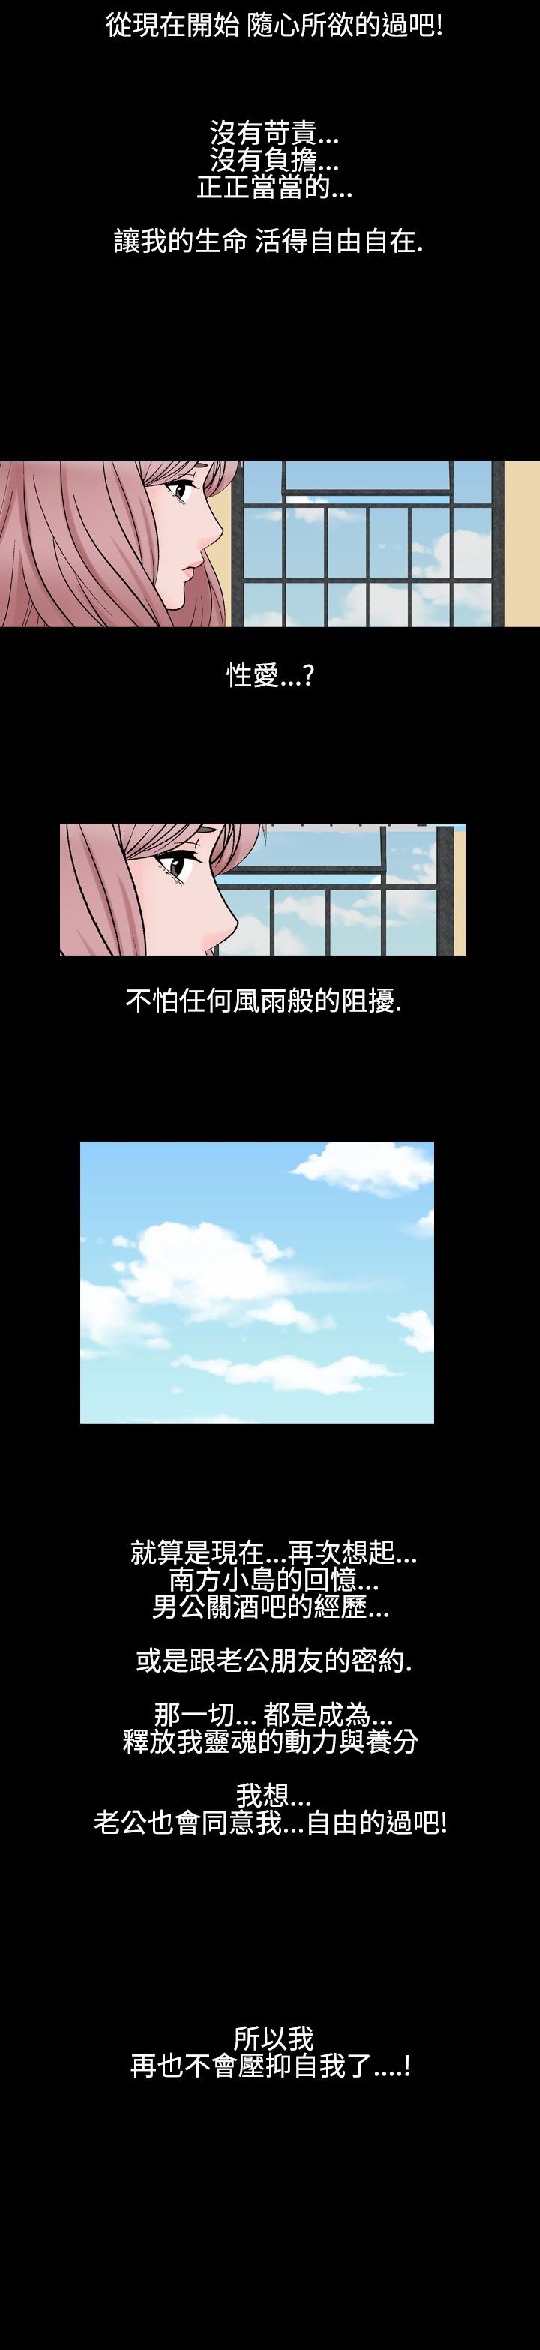 從現在開始 隨心所欲的過吧!
沒有苛責...
沒有負擔...
正正當當的...
讓我的生命 活得自由自在.
性愛...?
不怕任何風雨般的阻擾.
就算是現在...再次想起...
南方小島的回憶...
男公關酒吧的經歷...
或是跟老公朋友的密約.
那一切... 都是成為...
釋放我靈魂的動力與養分
我想...
老公也會同意我...自由的過吧!
所以我
再也不會壓抑自我了....!